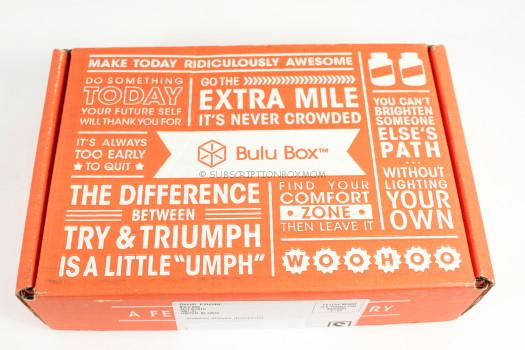 MAKE TODAY RIDICULOUSLY AWESOME
DO SOMETHING
TODAY
YOUR FUTURE SELF
WILL THANK YOU FOR
GO THE
EXTRA MILE
IT'S NEVER CROWDED
YOU CAN'T
BRIGHTEN
SOMEONE
ELSE'S
PATH
...
WITHOUT
LIGHTING
YOUR
OWN
IT'S ALWAYS
TOO EARLY
TO QUIT
Bulu Box™
© SUBSCRIPTIONBOXMOM
THE DIFFERENCE
BETWEEN
TRY & TRIUMPH
IS A LITTLE "UMPH"
FIND YOUR
COMFORT
ZONE
THEN LEAVE IT
WOOHOO